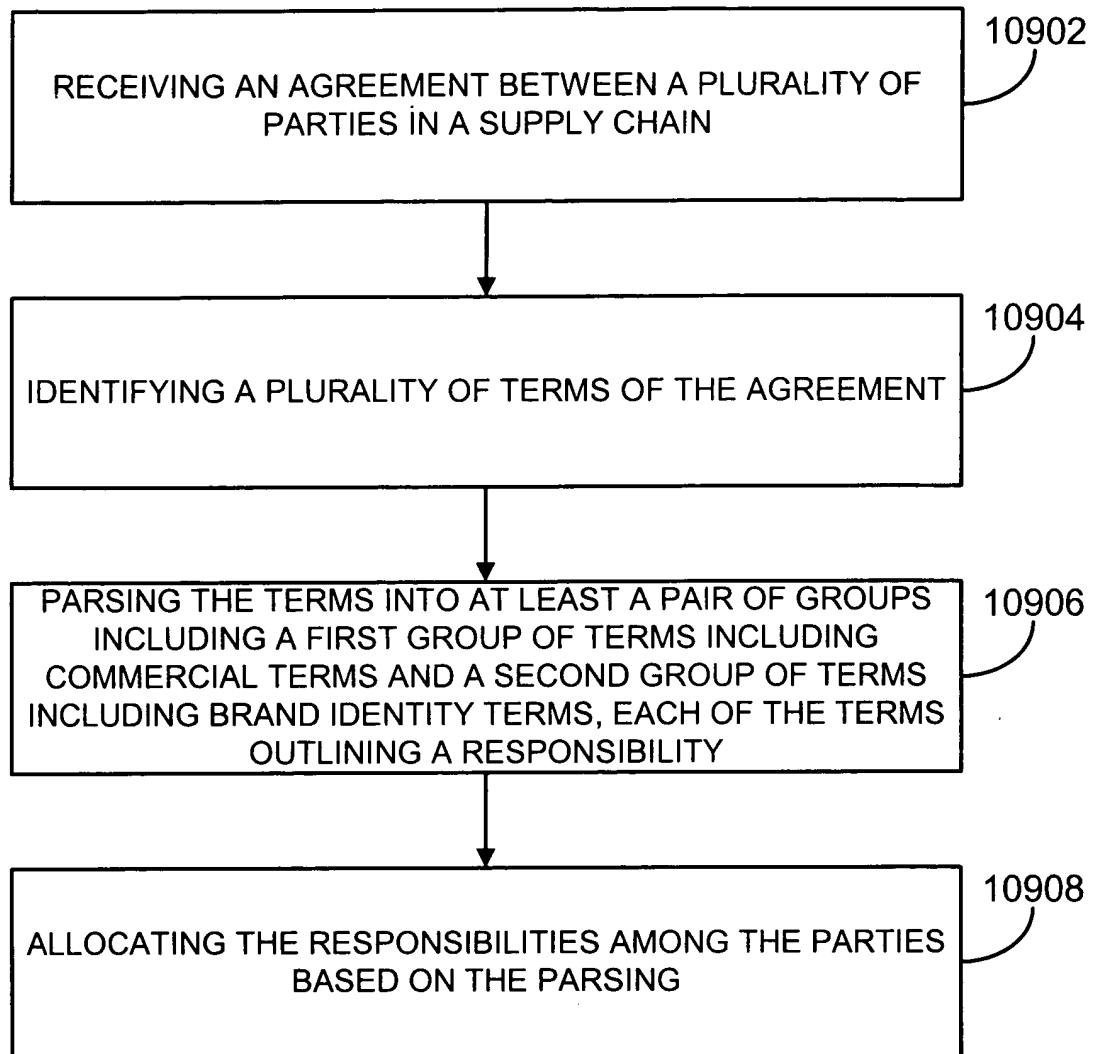 10902
RECEIVING AN AGREEMENT BETWEEN A PLURALITY OF
PARTIES IN A SUPPLY CHAIN
10904
IDENTIFYING A PLURALITY OF TERMS OF THE AGREEMENT
10906
PARSING THE TERMS INTO AT LEAST A PAIR OF GROUPS
INCLUDING A FIRST GROUP OF TERMS INCLUDING
COMMERCIAL TERMS AND A SECOND GROUP OF TERMS
INCLUDING BRAND IDENTITY TERMS, EACH OF THE TERMS
OUTLINING A RESPONSIBILITY
10908
ALLOCATING THE RESPONSIBILITIES AMONG THE PARTIES
BASED ON THE PARSING